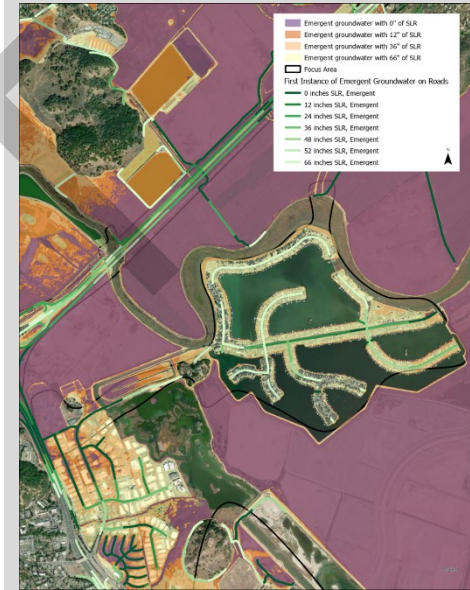 Emergent groundwater with 0" of SLR
Emergent groundwater with 12" of SLR
Emergent groundwater with 36" of SLR
Emergent groundwater with 66" of SLR
Focus Area
First Instance of Emergent Groundwater on Roads
0 inches SLR, Emergent
12 inches SLR, Emergent
24 inches SLR, Emergent
36 inches SLR, Emergent
48 inches SLR, Emergent
52 inches SLR, Emergent
66 inches SLR, Emergent
N